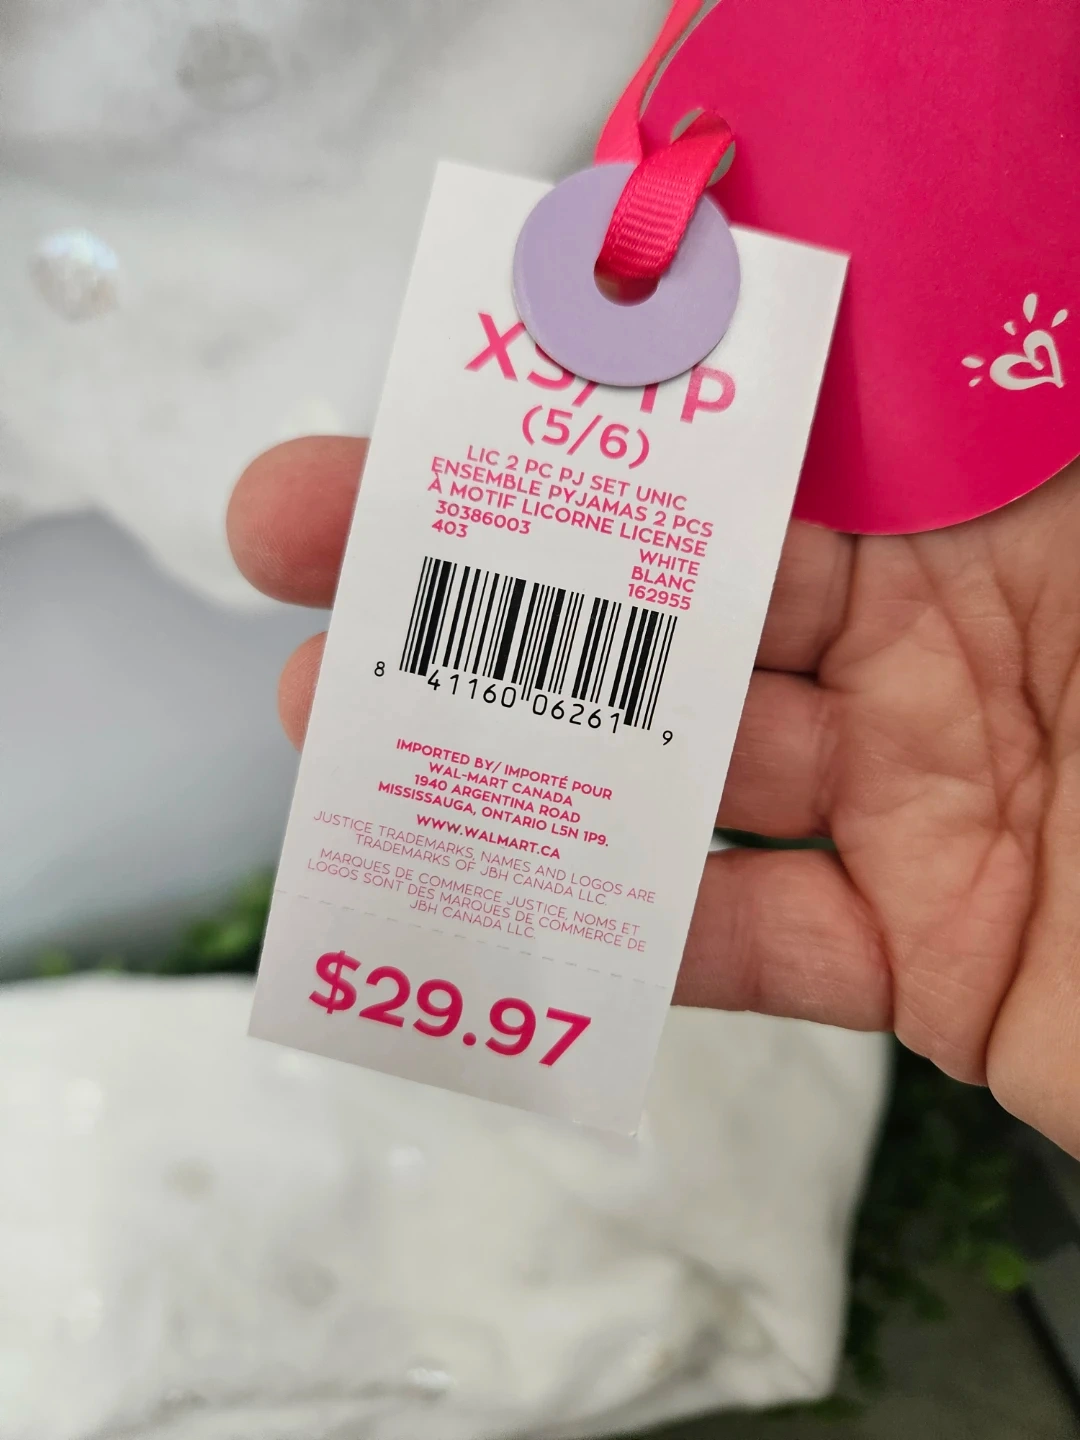 XS/TP
(5/6)
LIC 2 PC PJ SET UNIC
ENSEMBLE PYJAMAS 2 PCS
À MOTIF LICORNE LICENSE
30386003
403
WHITE
BLANC
162955
8 41160 06261 9
IMPORTED BY/ IMPORTÉ POUR
WAL-MART CANADA
1940 ARGENTINA ROAD
MISSISSAUGA, ONTARIO L5N 1P9.
WWW.WALMART.CA
JUSTICE TRADEMARKS, NAMES AND LOGOS ARE
TRADEMARKS OF JBH CANADA LLC.
MARQUES DE COMMERCE JUSTICE, NOMS ET
LOGOS SONT DES MARQUES DE COMMERCE DE
JBH CANADA LLC.
$29.97